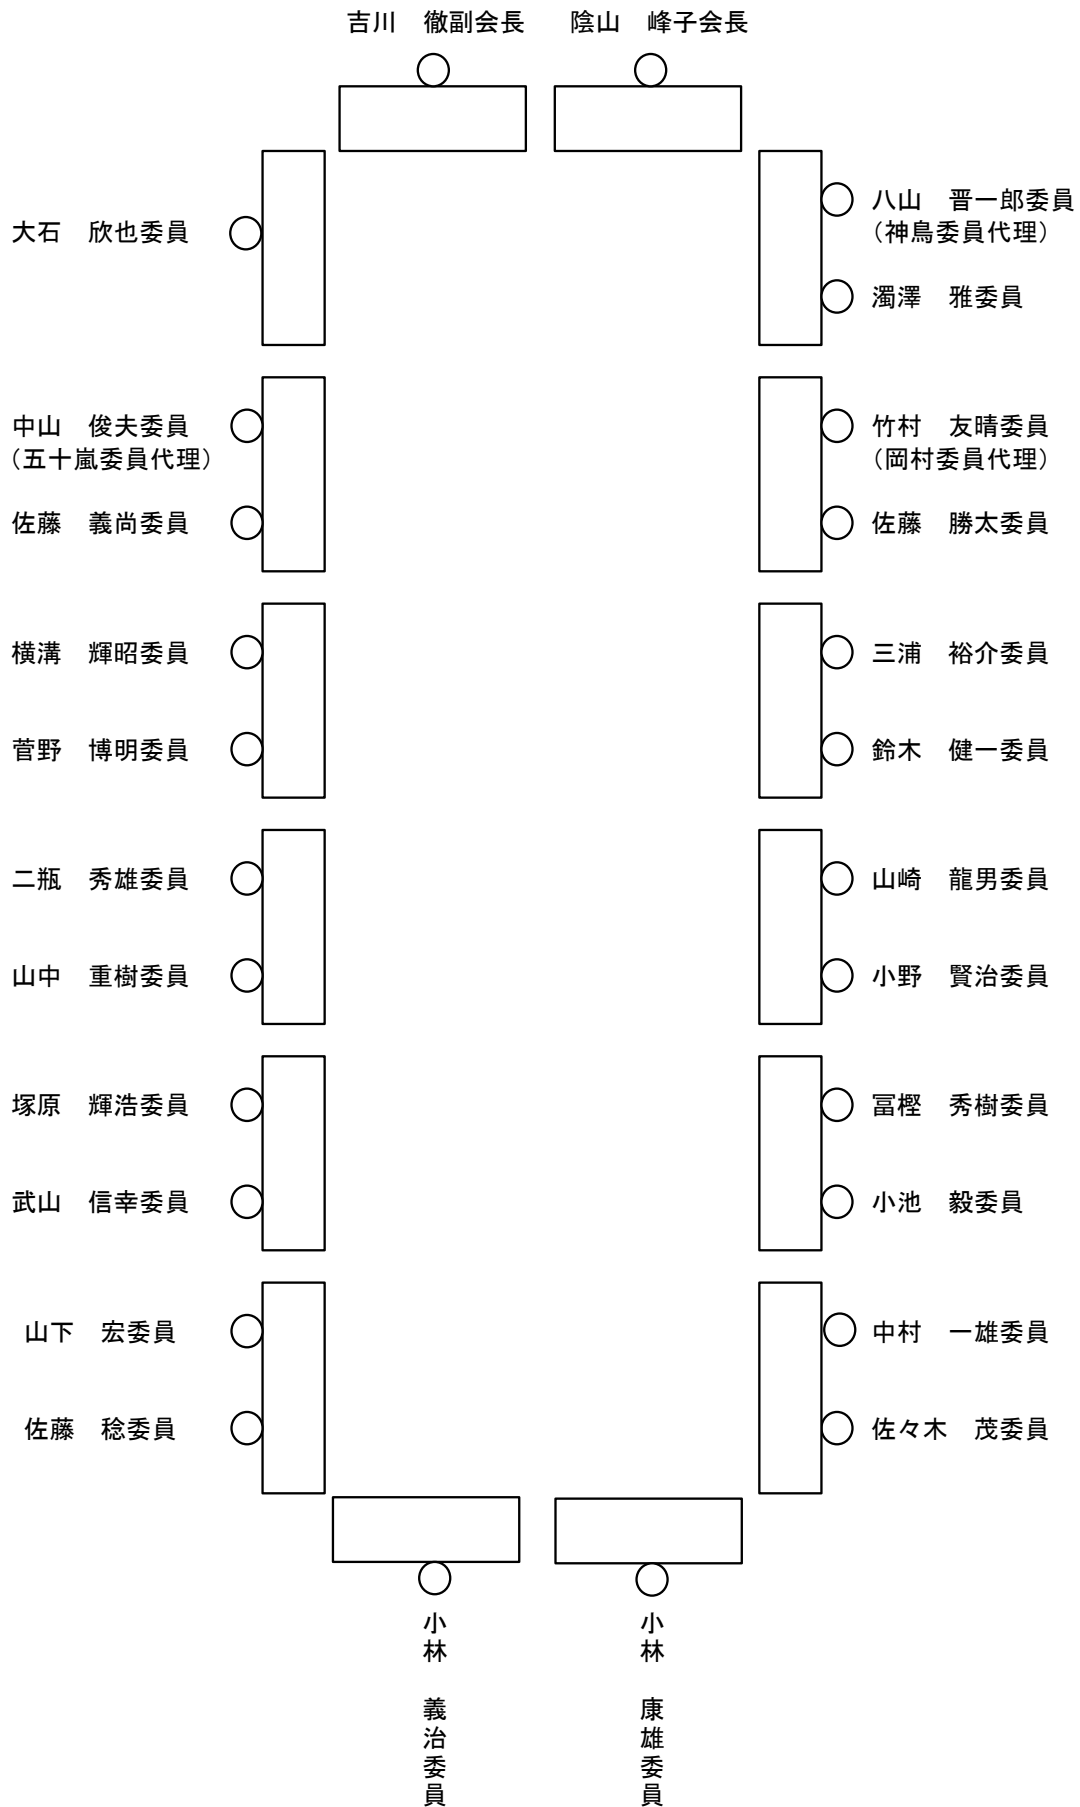 吉川　徹副会長
陰山　峰子会長
大石　欣也委員
中山　俊夫委員
（五十嵐委員代理）
佐藤　義尚委員
横溝　輝昭委員
菅野　博明委員
二瓶　秀雄委員
山中　重樹委員
塚原　輝浩委員
武山　信幸委員
山下　宏委員
佐藤　稔委員
八山　晋一郎委員
（神鳥委員代理）
濁澤　雅委員
竹村　友晴委員
（岡村委員代理）
佐藤　勝太委員
三浦　裕介委員
鈴木　健一委員
山崎　龍男委員
小野　賢治委員
冨樫　秀樹委員
小池　毅委員
中村　一雄委員
佐々木　茂委員
小林　義治委員
小林　康雄委員